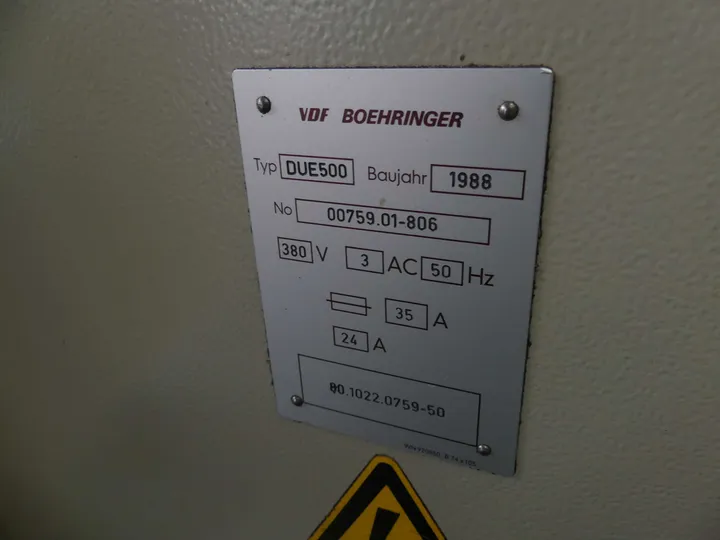 VDF BOEHRINGER
Typ DUE500 Baujahr 1988
No 00759.01-806
380 V 3 AC 50 Hz
35 A
24 A
80.1022.0759-50